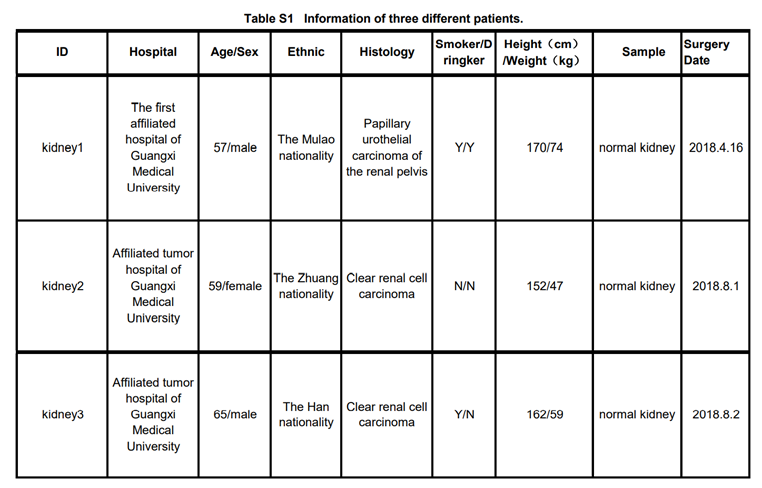 Table S1 Information of three different patients.
ID
Hospital
Age/Sex
Ethnic
Histology
Smoker/D
ringker
Height（cm）
/Weight（kg）
Sample
Surgery
Date
kidney1
The first
affiliated
hospital of
Guangxi
Medical
University
57/male
The Mulao
nationality
Papillary
urothelial
carcinoma of
the renal pelvis
Y/Y
170/74
normal kidney
2018.4.16
kidney2
Affiliated tumor
hospital of
Guangxi
Medical
University
59/female
The Zhuang
nationality
Clear renal cell
carcinoma
N/N
152/47
normal kidney
2018.8.1
kidney3
Affiliated tumor
hospital of
Guangxi
Medical
University
65/male
The Han
nationality
Clear renal cell
carcinoma
Y/N
162/59
normal kidney
2018.8.2